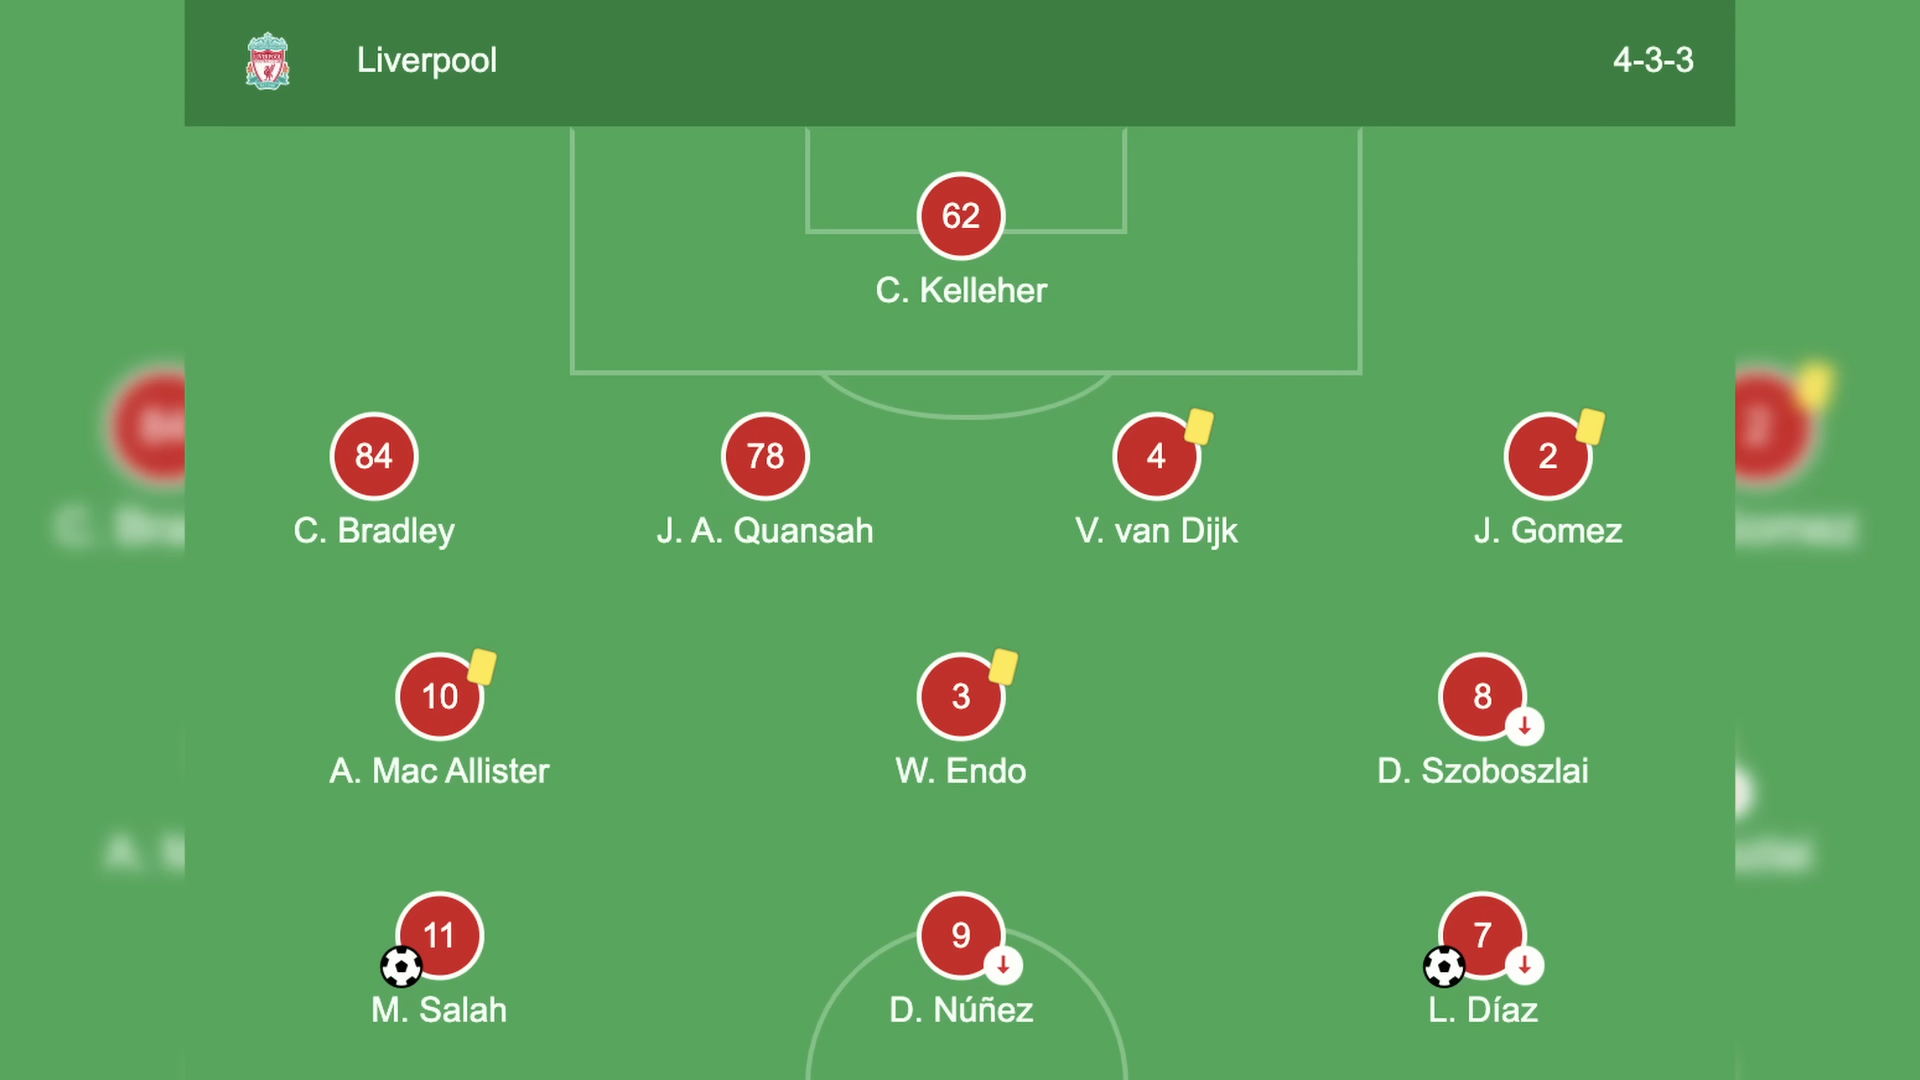 Liverpool 4-3-3
62
C. Kelleher
84 78 4 2
C. Bradley J. A. Quansah V. van Dijk J. Gomez
10 3 8
A. Mac Allister W. Endo D. Szoboszlai
11 9 7
M. Salah D. Núñez L. Díaz